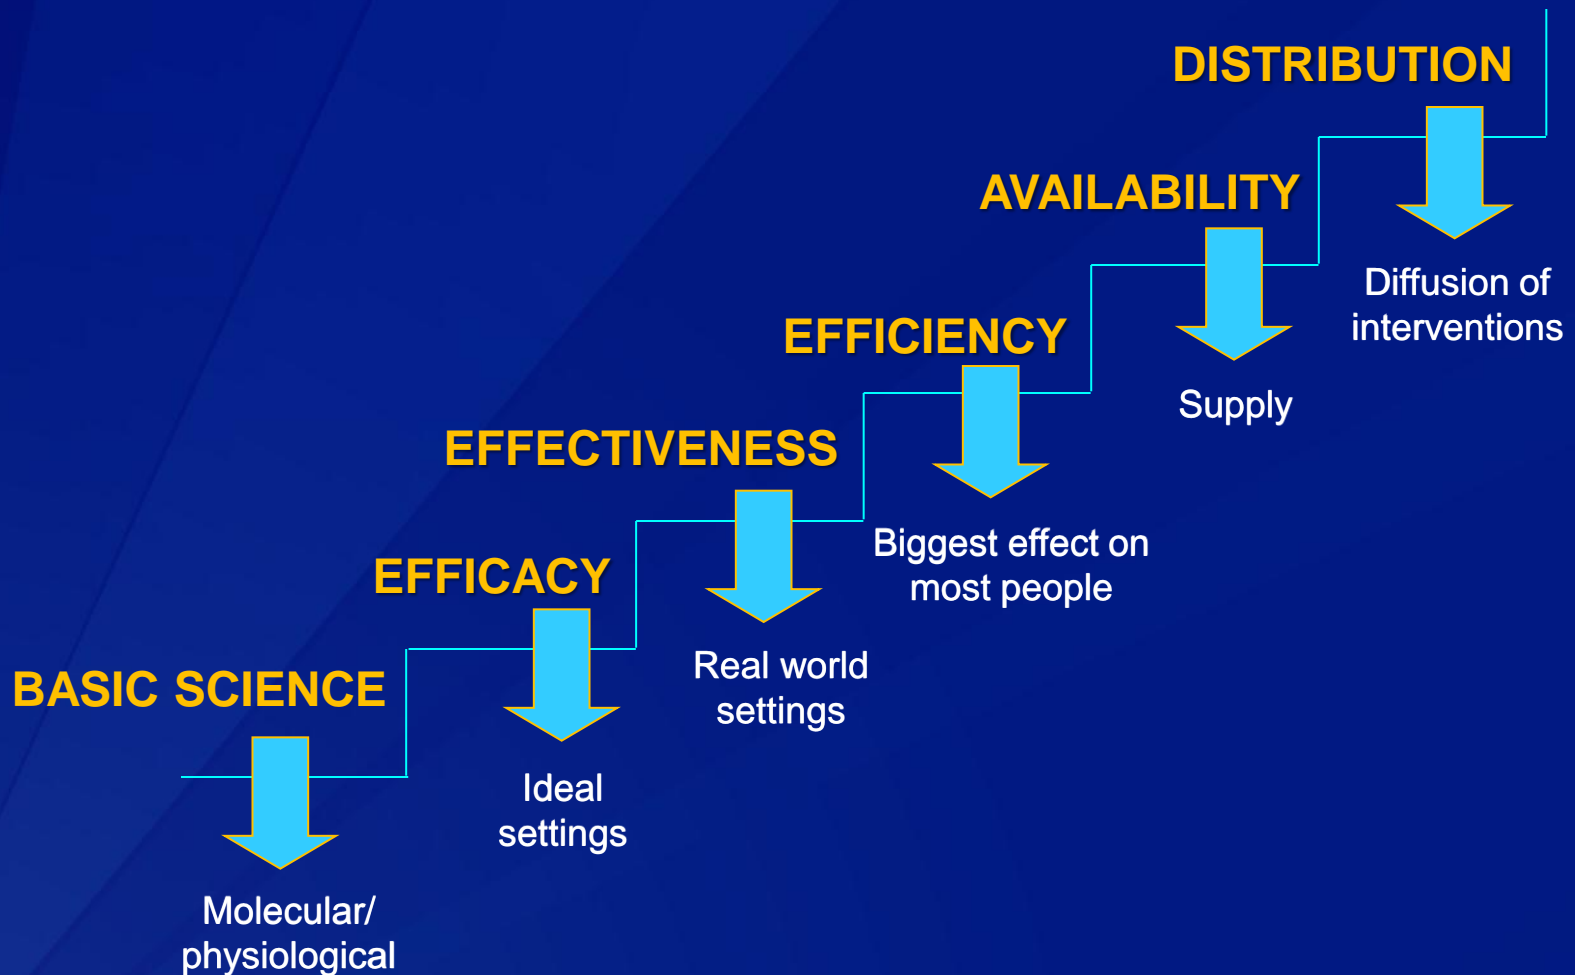 DISTRIBUTION
Diffusion of
interventions
AVAILABILITY
Supply
EFFICIENCY
Biggest effect on
most people
EFFECTIVENESS
Real world
settings
EFFICACY
Ideal
settings
BASIC SCIENCE
Molecular/
physiological